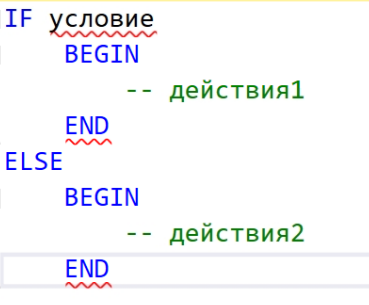 IF условие
BEGIN
-- действия1
END
ELSE
BEGIN
-- действия2
END